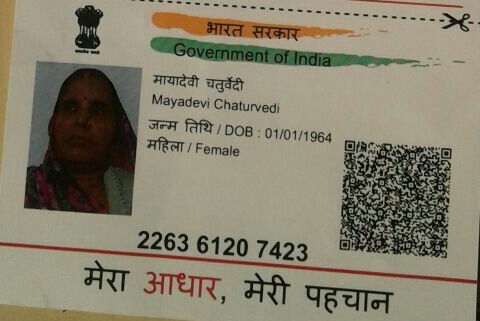 भारत सरकार
Government of India
मायादेवी चतुर्वेदी
Mayadevi Chaturvedi
जन्म तिथि / DOB : 01/01/1964
महिला / Female
2263 6120 7423
मेरा आधार, मेरी पहचान